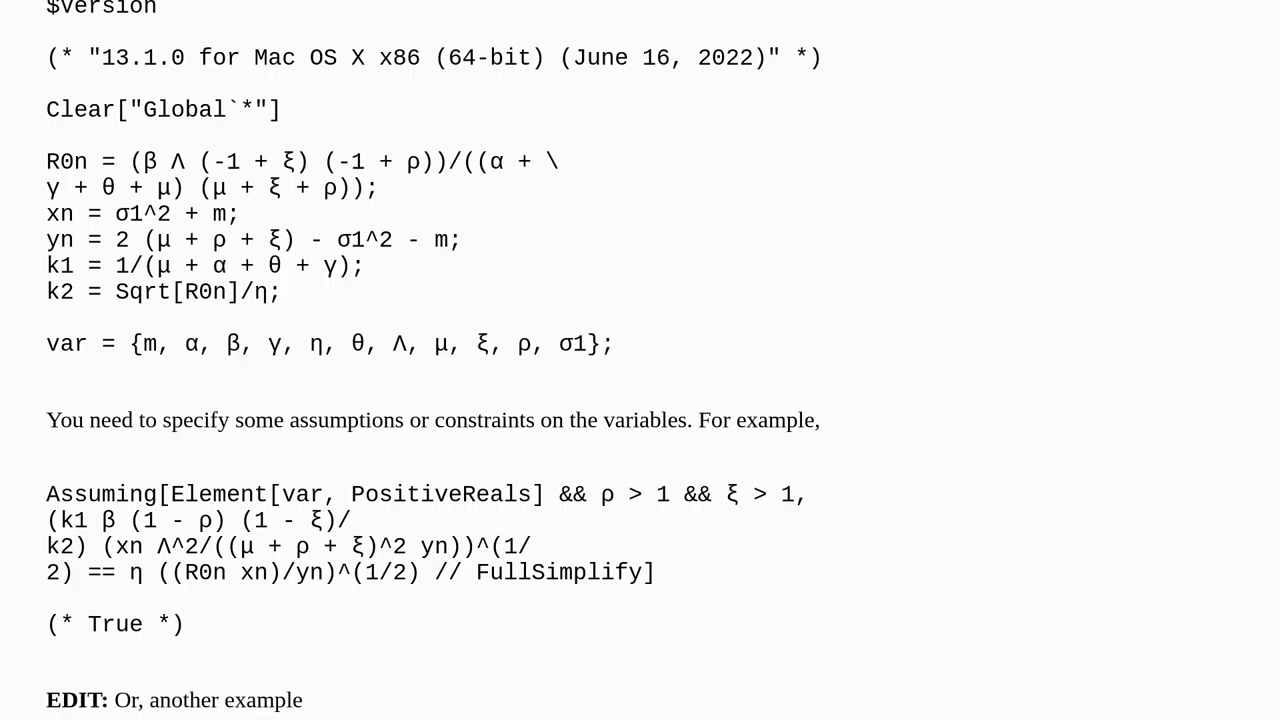 $Version
(* "13.1.0 for Mac OS X x86 (64-bit) (June 16, 2022)" *)
Clear["Global`*"]
R0n = (β Λ (-1 + ξ) (-1 + ρ))/((α + \
γ + θ + μ) (μ + ξ + ρ));
xn = σ1^2 + m;
yn = 2 (μ + ρ + ξ) - σ1^2 - m;
k1 = 1/(μ + α + θ + γ);
k2 = Sqrt[R0n]/η;
var = {m, α, β, γ, η, θ, Λ, μ, ξ, ρ, σ1};
You need to specify some assumptions or constraints on the variables. For example,
Assuming[Element[var, PositiveReals] && ρ > 1 && ξ > 1,
(k1 β (1 - ρ) (1 - ξ)/
k2) (xn Λ^2/((μ + ρ + ξ)^2 yn))^(1/
2) == η ((R0n xn)/yn)^(1/2) // FullSimplify]
(* True *)
EDIT: Or, another example